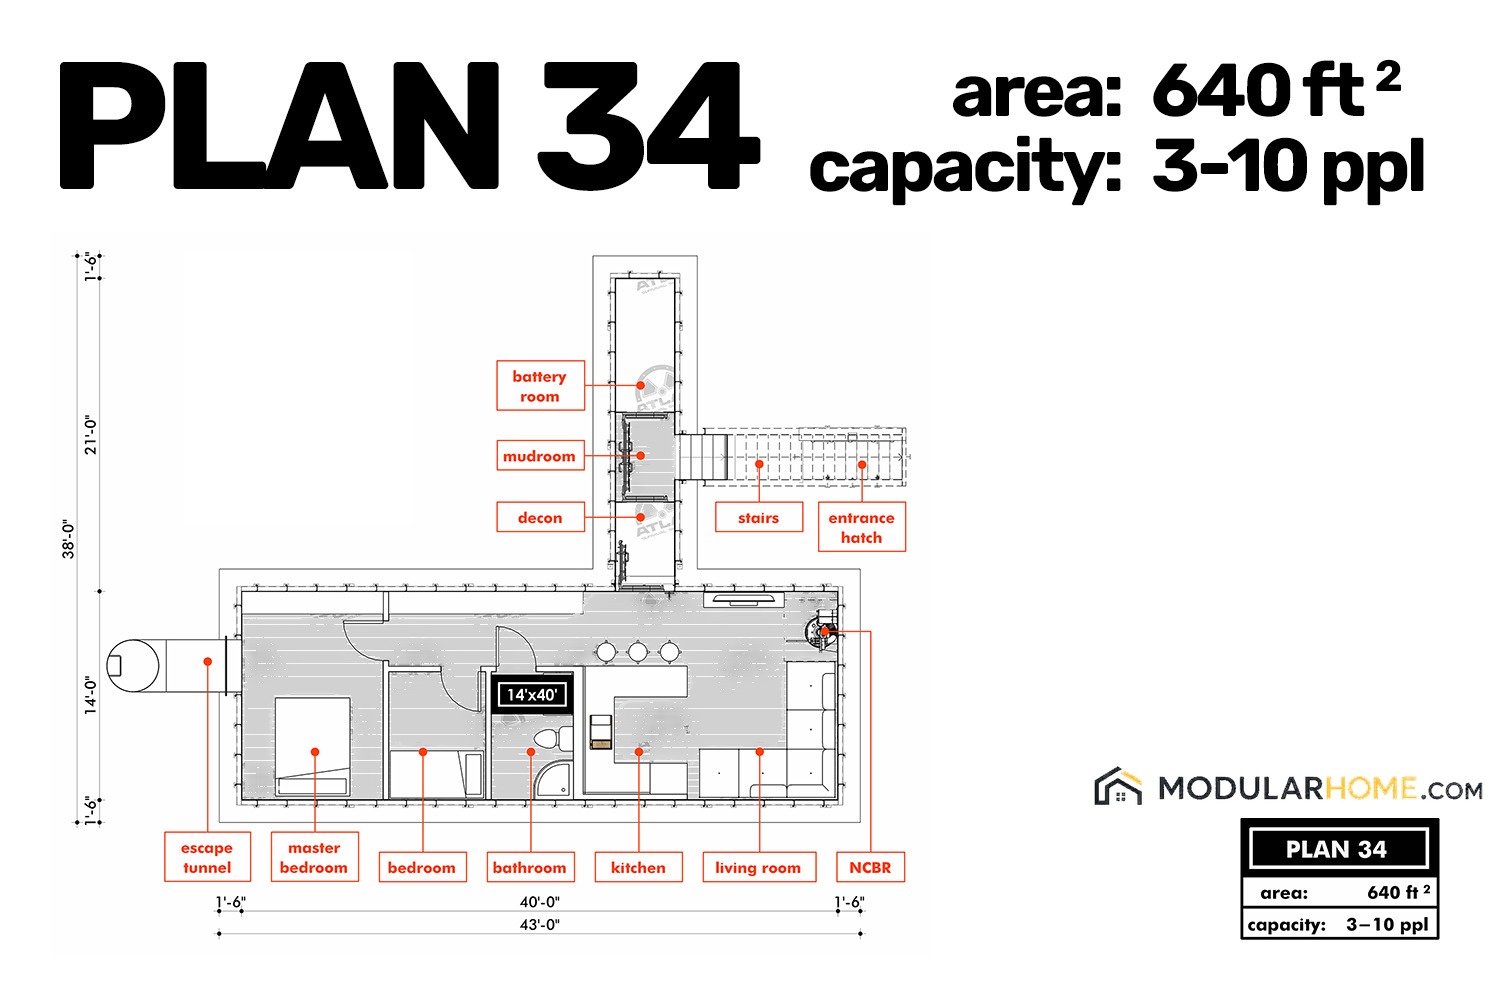 PLAN 34
area: 640 ft 2
capacity: 3-10 ppl
1'-6"
21'-0"
38'-0"
14'-0"
1'-6"
battery
room
mudroom
decon
stairs
entrance
hatch
14'x40'
escape
tunnel
master
bedroom
bedroom
bathroom
kitchen
living room
NCBR
1'-6"
40'-0"
1'-6"
43'-0"
MODULARHOME.COM
PLAN 34
area: 640 ft 2
capacity: 3–10 ppl